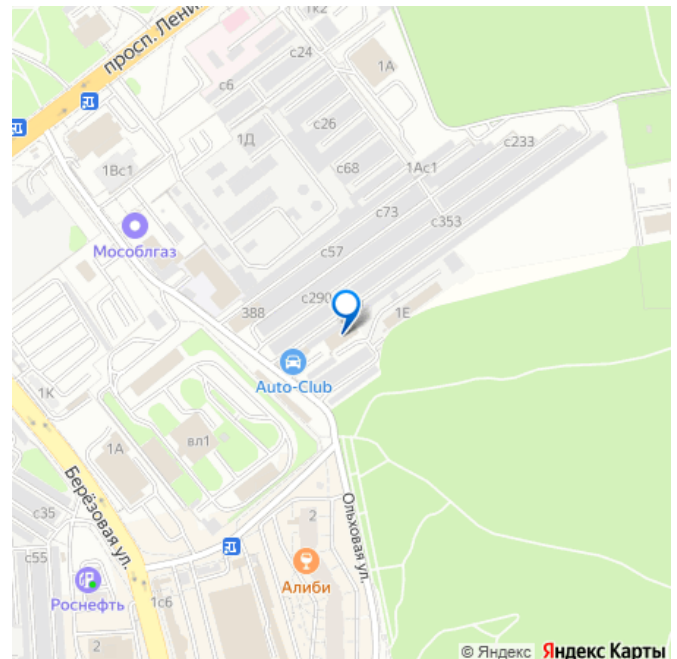 1к2
просп. Лени
с24
1А
с6
с26
1Д
с233
с68
1Ас1
1Вс1
с73
с353
Мособлгаз
с57
с290
388
1Е
Auto-Club
1К
1А
вл1
Берёзовая ул.
с35
2
Ольховая ул.
с55
Алиби
Роснефть
1с6
2
© Яндекс Яндекс Карты